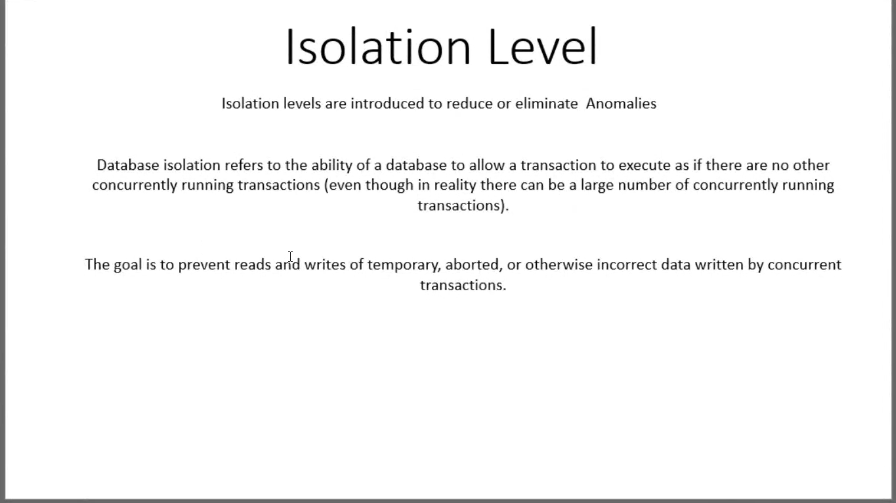 Isolation Level
Isolation levels are introduced to reduce or eliminate  Anomalies
Database isolation refers to the ability of a database to allow a transaction to execute as if there are no other
concurrently running transactions (even though in reality there can be a large number of concurrently running
transactions).
The goal is to prevent reads and writes of temporary, aborted, or otherwise incorrect data written by concurrent
transactions.